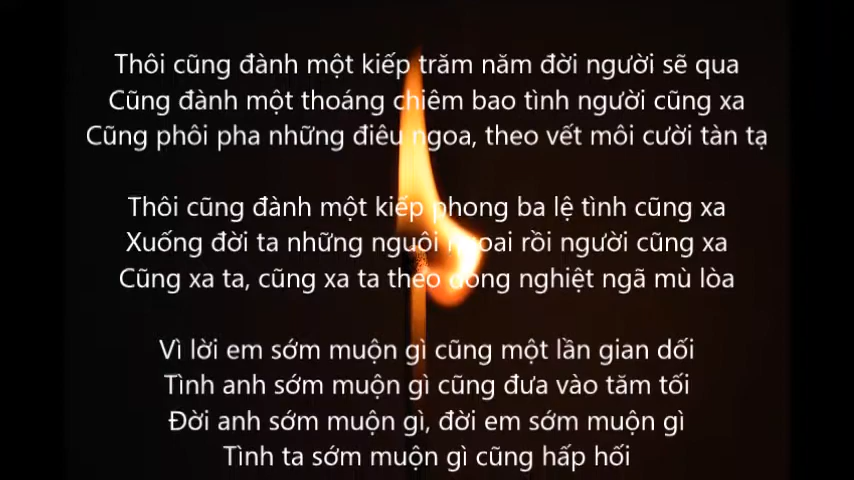 Thôi cũng đành một kiếp trăm năm đời người sẽ qua
Cũng đành một thoáng chiêm bao tình người cũng xa
Cũng phôi pha những điêu ngoa, theo vết môi cười tàn tạ
Thôi cũng đành một kiếp phong ba lệ tình cũng xa
Xuống đời ta những nguôi ngoai rồi người cũng xa
Cũng xa ta, cũng xa ta theo dòng nghiệt ngã mù lòa
Vì lời em sớm muộn gì cũng một lần gian dối
Tình anh sớm muộn gì cũng đưa vào tăm tối
Đời anh sớm muộn gì, đời em sớm muộn gì
Tình ta sớm muộn gì cũng hấp hối